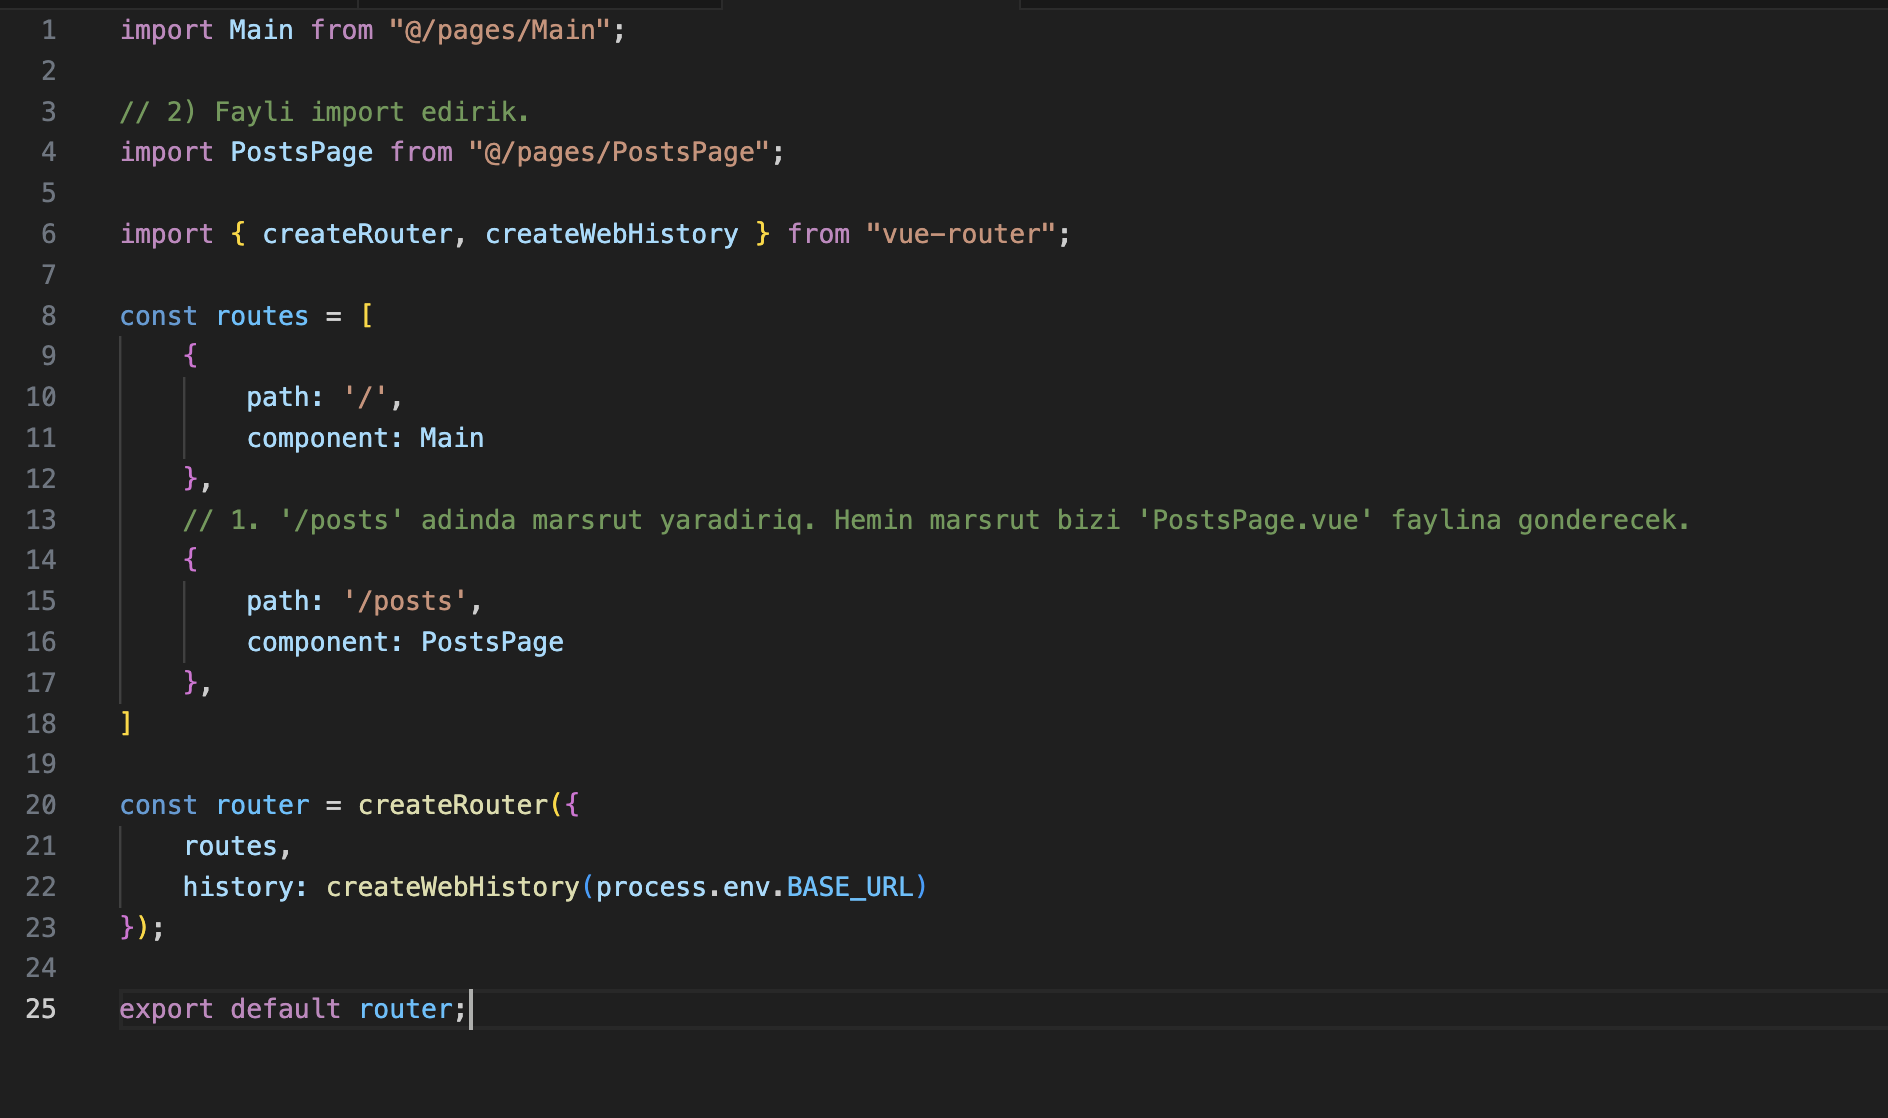 1 import Main from "@/pages/Main";
2
3 // 2) Fayli import edirik.
4 import PostsPage from "@/pages/PostsPage";
5
6 import { createRouter, createWebHistory } from "vue-router";
7
8 const routes = [
9     {
10         path: '/',
11         component: Main
12     },
13     // 1. '/posts' adinda marsrut yaradiriq. Hemin marsrut bizi 'PostsPage.vue' faylina gonderecek.
14     {
15         path: '/posts',
16         component: PostsPage
17     },
18 ]
19
20 const router = createRouter({
21     routes,
22     history: createWebHistory(process.env.BASE_URL)
23 });
24
25 export default router;